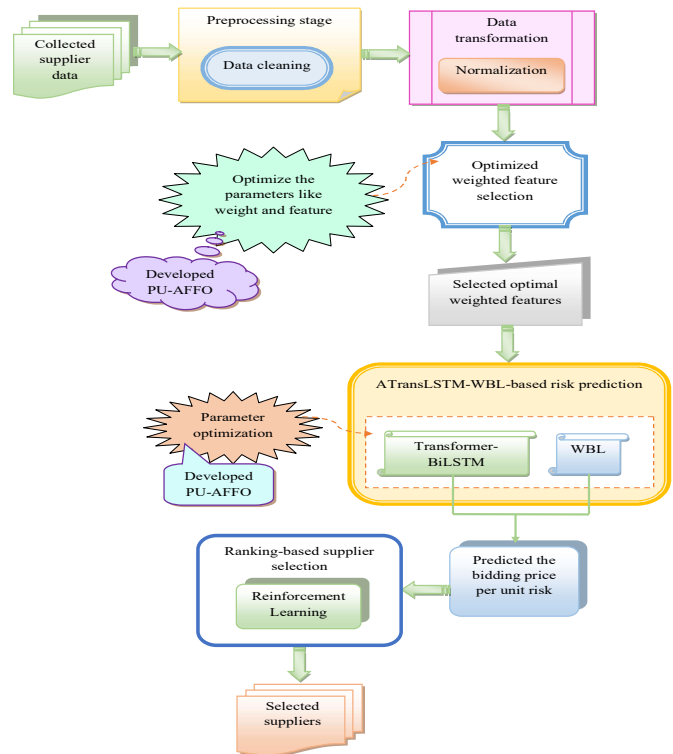 Collected
supplier
data
Preprocessing stage
Data cleaning
Data
transformation
Normalization
Optimize the
parameters like
weight and feature
Optimized
weighted feature
selection
Developed
PU-AFFO
Selected optimal
weighted features
ATransLSTM-WBL-based risk prediction
Parameter
optimization
Transformer-
BiLSTM
WBL
Developed
PU-AFFO
Ranking-based supplier
selection
Reinforcement
Learning
Predicted the
bidding price
per unit risk
Selected
suppliers